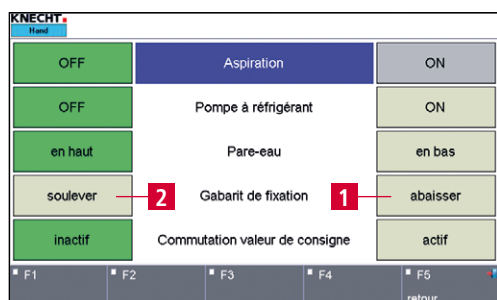 KNECHT
Hand
OFF Aspiration ON
OFF Pompe à réfrigérant ON
en haut Pare-eau en bas
soulever 2 Gabarit de fixation 1 abaisser
inactif Commutation valeur de consigne actif
F1 F2 F3 F4 F5
retour